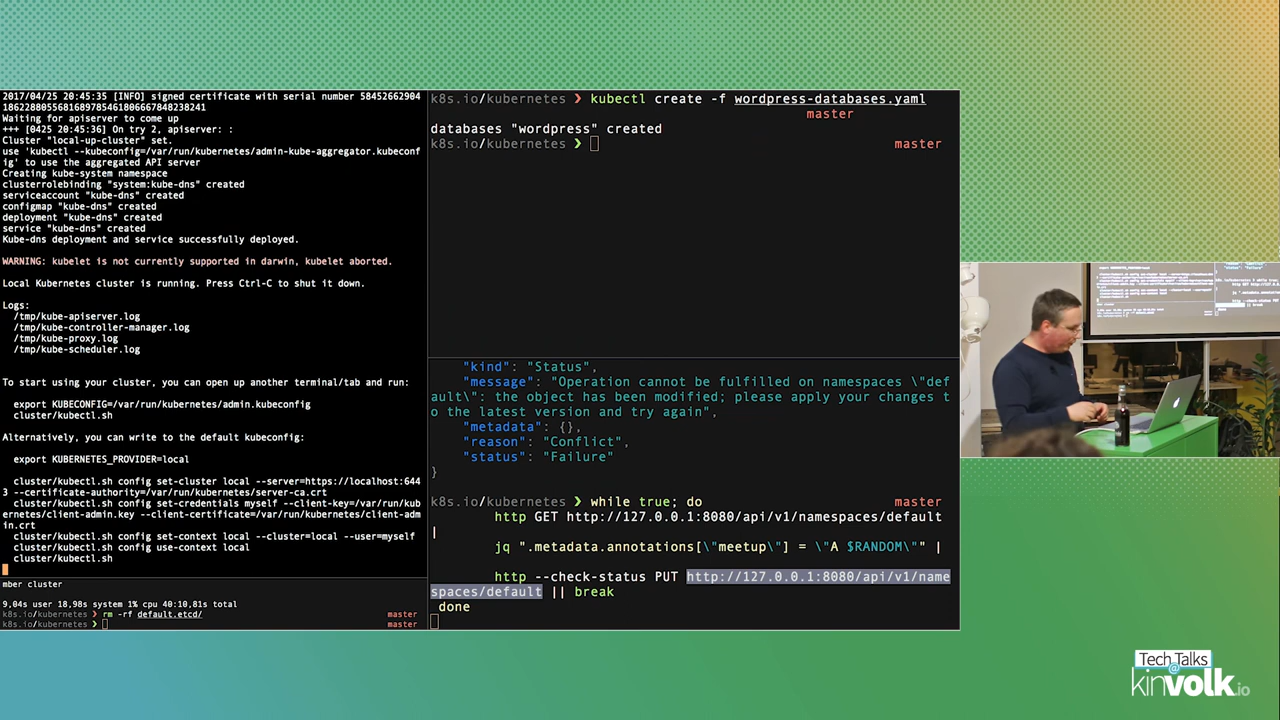 2017/04/25 20:45:35 [INFO] signed certificate with serial number 58452662904
186228805568168978546180666784823824​1
Waiting for apiserver to come up
+++ [0425 20:45:36] On try 2, apiserver: :
Cluster "local-up-cluster" set.
use 'kubectl --kubeconfig=/var/run/kubernetes/admin-kube-aggregator.kubeconf
ig' to use the aggregated API server
Creating kube-system namespace
clusterrolebinding "system:kube-dns" created
serviceaccount "kube-dns" created
configmap "kube-dns" created
deployment "kube-dns" created
service "kube-dns" created
Kube-dns deployment and service successfully deployed.
WARNING: kubelet is not currently supported in darwin, kubelet aborted.
Local Kubernetes cluster is running. Press Ctrl-C to shut it down.
Logs:
/tmp/kube-apiserver.log
/tmp/kube-controller-manager.log
/tmp/kube-proxy.log
/tmp/kube-scheduler.log
To start using your cluster, you can open up another terminal/tab and run:
export KUBECONFIG=/var/run/kubernetes/admin.kubeconfig
cluster/kubectl.sh
Alternatively, you can write to the default kubeconfig:
export KUBERNETES_PROVIDER=local
cluster/kubectl.sh config set-cluster local --server=https://localhost:644
3 --certificate-authority=/var/run/kubernetes/server-ca.crt
cluster/kubectl.sh config set-credentials myself --client-key=/var/run/kub
ernetes/client-admin.key --client-certificate=/var/run/kubernetes/client-adm
in.crt
cluster/kubectl.sh config set-context local --cluster=local --user=myself
cluster/kubectl.sh config use-context local
cluster/kubectl.sh
mber cluster
9,04s user 18,98s system 1% cpu 40:10,81s total
k8s.io/kubernetes ❯ rm -rf default.etcd/ master
k8s.io/kubernetes ❯ master
k8s.io/kubernetes ❯ kubectl create -f wordpress-databases.yaml
master
databases "wordpress" created
k8s.io/kubernetes ❯ master
"kind": "Status",
"message": "Operation cannot be fulfilled on namespaces \"def
ault\": the object has been modified; please apply your changes t
o the latest version and try again",
"metadata": {},
"reason": "Conflict",
"status": "Failure"
}
k8s.io/kubernetes ❯ while true; do master
http GET http://127.0.0.1:8080/api/v1/namespaces/default
|
jq ".metadata.annotations[\"meetup\"] = \"A $RANDOM\"" |
http --check-status PUT http://127.0.0.1:8080/api/v1/name
spaces/default || break
done
Tech Talks
@
kinvolk.io